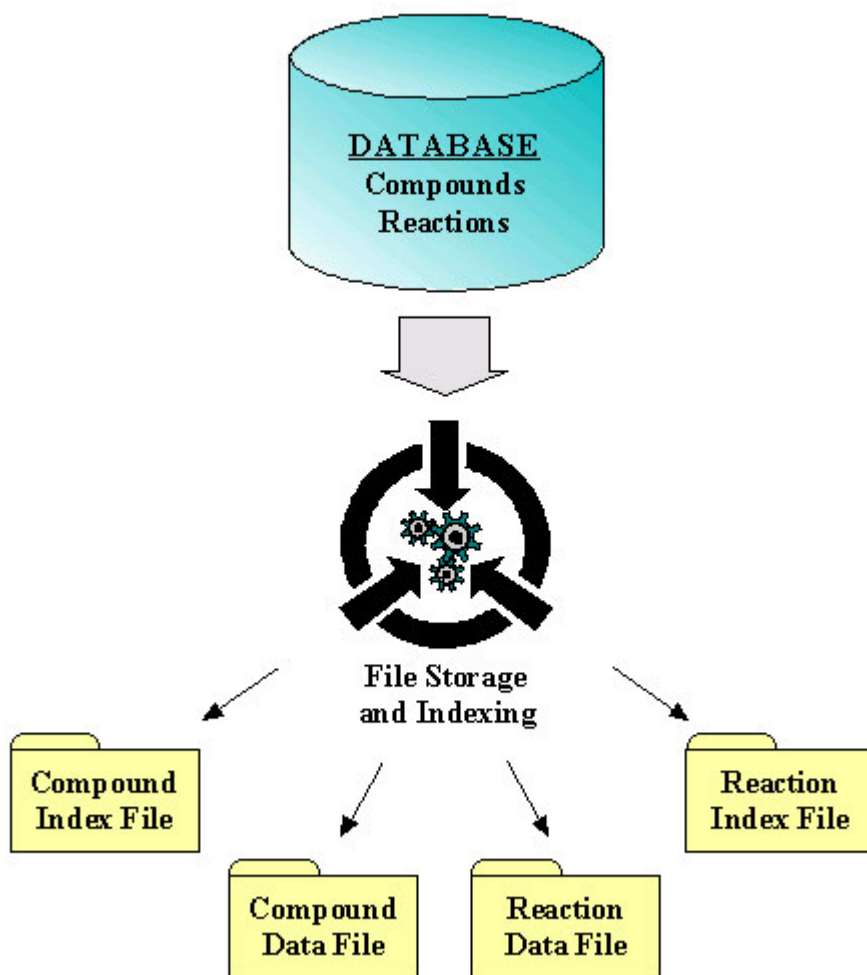 DATABASE
Compounds
Reactions
File Storage
and Indexing
Compound
Index File
Reaction
Index File
Compound
Data File
Reaction
Data File